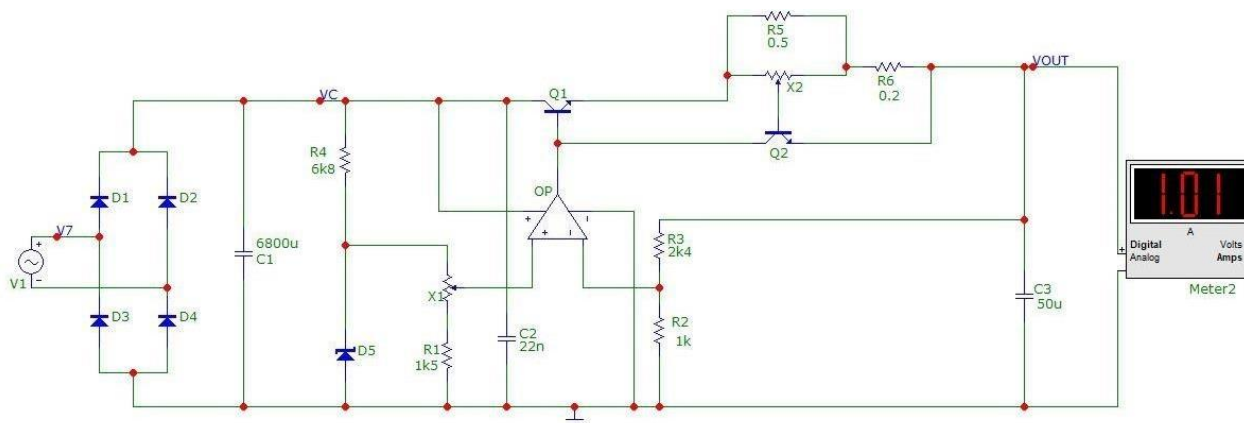 R5
0.5
X2
R6
0.2
VOUT
VC
Q1
Q2
R4
6k8
OP
+
-
+
-
D1
D2
V7
+
V1
-
6800u
C1
D3
D4
X1
D5
R1
1k5
C2
22n
R3
2k4
R2
1k
C3
50u
1.01
A
Digital
Volts
Analog
Amps
+
Meter2